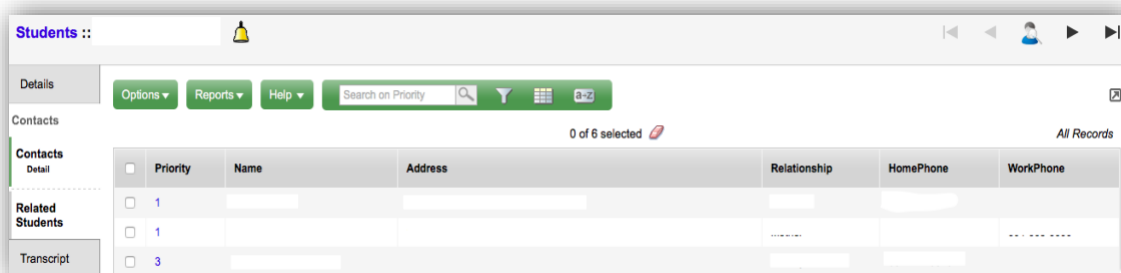 Students ::
Details
Options Reports Help Search on Priority a-z
Contacts
0 of 6 selected All Records
Contacts
Detail
Priority Name Address Relationship HomePhone WorkPhone
1
Related
Students
1
Transcript
3